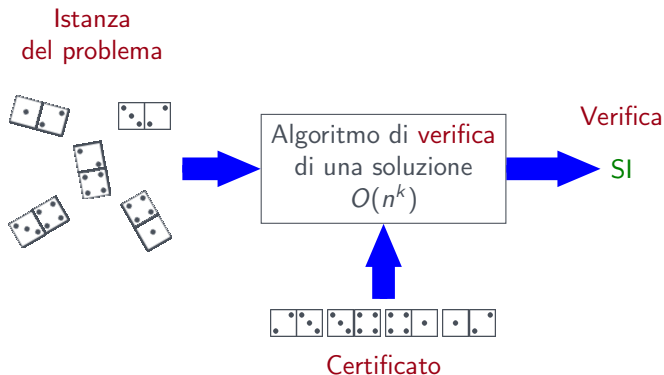 Istanza
del problema
Algoritmo di verifica
di una soluzione
O(n^k)
Verifica
SI
Certificato